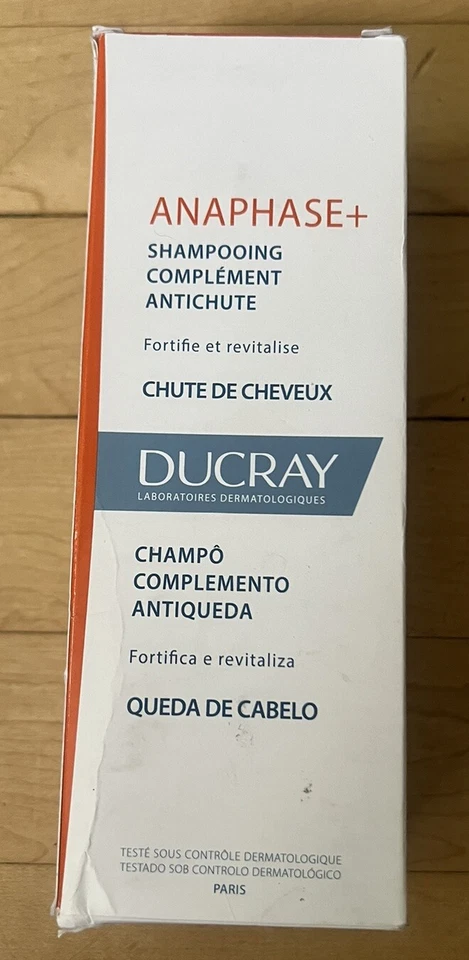 ANAPHASE+
SHAMPOOING
COMPLÉMENT
ANTICHUTE
Fortifie et revitalise
CHUTE DE CHEVEUX
DUCRAY
LABORATOIRES DERMATOLOGIQUES
CHAMPÔ
COMPLEMENTO
ANTIQUEDA
Fortifica e revitaliza
QUEDA DE CABELO
TESTÉ SOUS CONTRÔLE DERMATOLOGIQUE
TESTADO SOB CONTROLO DERMATOLÓGICO
PARIS